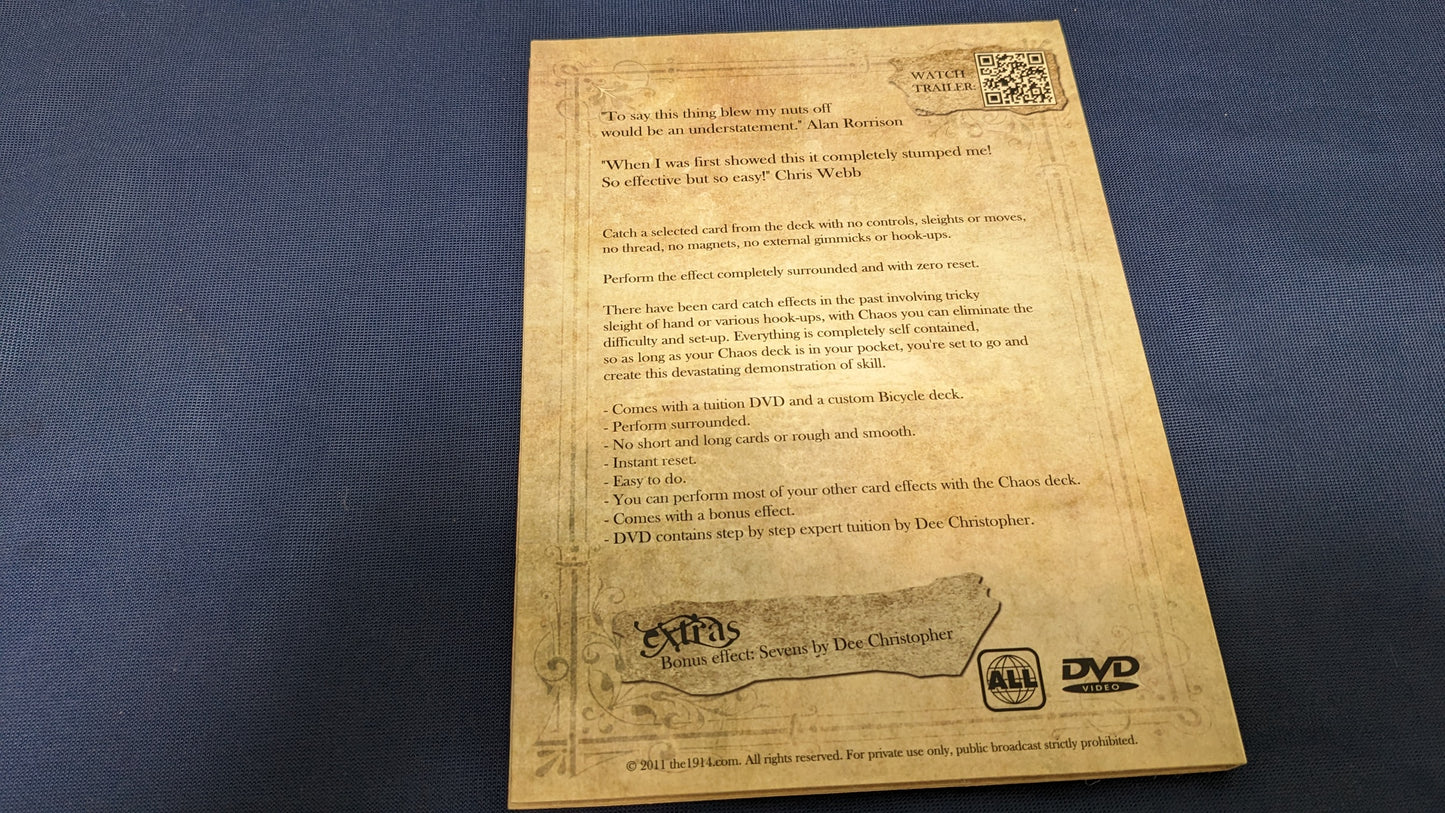 WATCH
TRAILER:
"To say this thing blew my nuts off
would be an understatement." Alan Rorrison
"When I was first showed this it completely stumped me!
So effective but so easy!" Chris Webb
Catch a selected card from the deck with no controls, sleights or moves,
no thread, no magnets, no external gimmicks or hook-ups.
Perform the effect completely surrounded and with zero reset.
There have been card catch effects in the past involving tricky
sleight of hand or various hook-ups, with Chaos you can eliminate the
difficulty and set-up. Everything is completely self contained,
so as long as your Chaos deck is in your pocket, you're set to go and
create this devastating demonstration of skill.
- Comes with a tuition DVD and a custom Bicycle deck.
- Perform surrounded.
- No short and long cards or rough and smooth.
- Instant reset.
- Easy to do.
- You can perform most of your other card effects with the Chaos deck.
- Comes with a bonus effect.
- DVD contains step by step expert tuition by Dee Christopher.
extras
Bonus effect: Sevens by Dee Christopher
ALL
DVD
VIDEO
© 2011 the1914.com. All rights reserved. For private use only, public broadcast strictly prohibited.